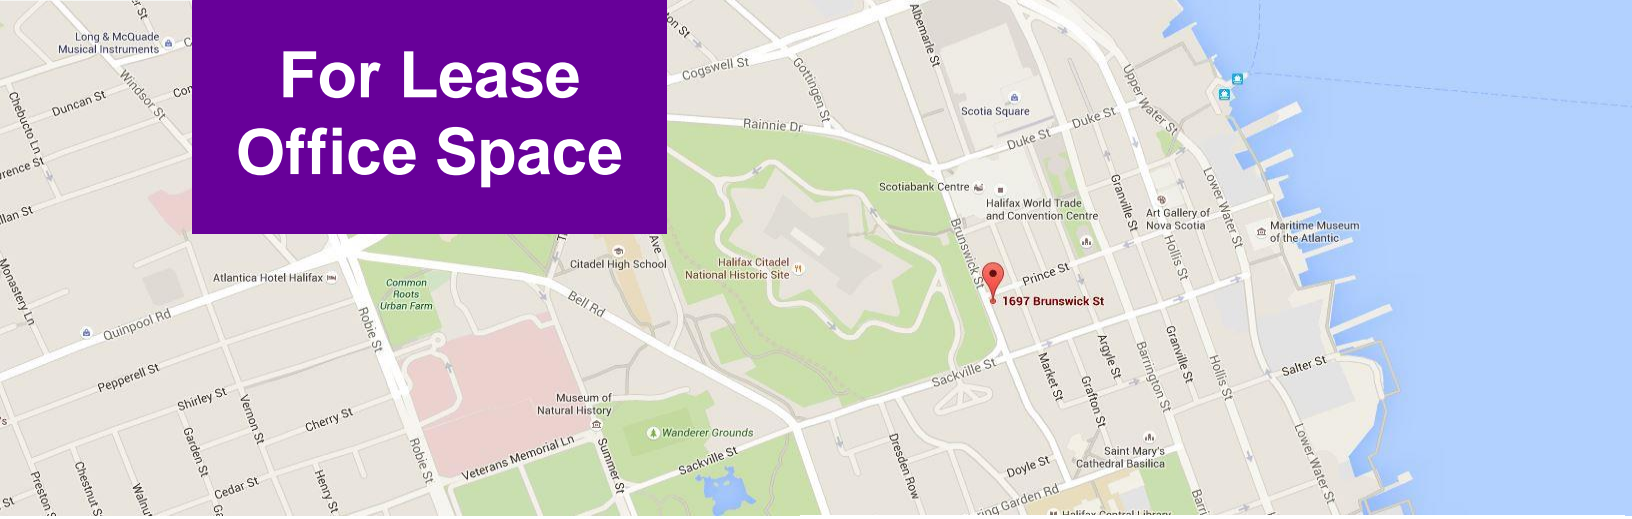 For Lease
Office Space
Long & McQuade
Musical Instruments
Windsor St
Duncan St
Chebucto Ln
Cogswell St
Gottingen St
Albemarle St
Rainnie Dr
Scotia Square
Duke St
Duke St
Upper Water St
Lower Water St
Scotiabank Centre
Halifax World Trade
and Convention Centre
Granville St
Art Gallery of
Nova Scotia
Maritime Museum
of the Atlantic
Hollis St
Brunswick St
Prince St
1697 Brunswick St
Citadel High School
Ave
Halifax Citadel
National Historic Site
Atlantica Hotel Halifax
Common
Roots
Urban Farm
Monastery Ln
Quinpool Rd
Robie St
Bell Rd
Pepperell St
Shirley St
Vernon St
Cherry St
Garden St
Museum of
Natural History
Wanderer Grounds
Sackville St
Sackville St
Market St
Argyle St
Grafton St
Barrington St
Granville St
Hollis St
Salter St
Lower Water St
Saint Mary's
Cathedral Basilica
Doyle St
Dresden Row
Veterans Memorial Ln
Summer St
Robie St
Henry St
Cedar St
Chestnut St
Preston St
Halifax Central Library